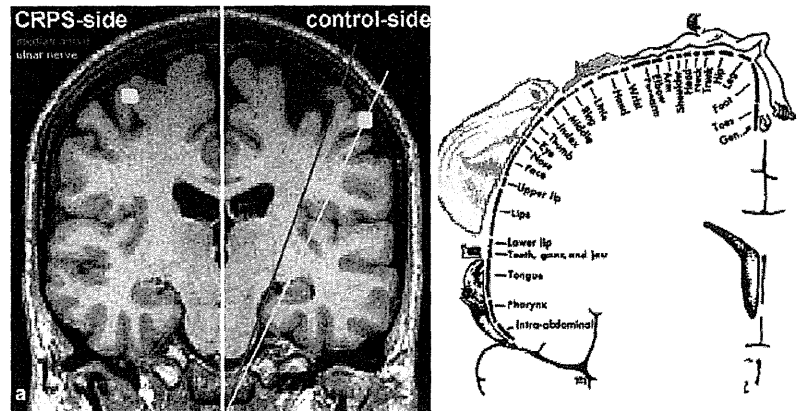 CRPS-side
control-side
median nerve
ulnar nerve
a
Leg
Hip
Trunk
Neck
Head
Shoulder
Arm
Elbow
Forearm
Wrist
Hand
Little
Ring
Middle
Index
Thumb
Eye
Nose
Face
Upper lip
Lips
Lower lip
Teeth, gums, and jaw
Tongue
Pharynx
Intra-abdominal
Foot
Toes
Gen.